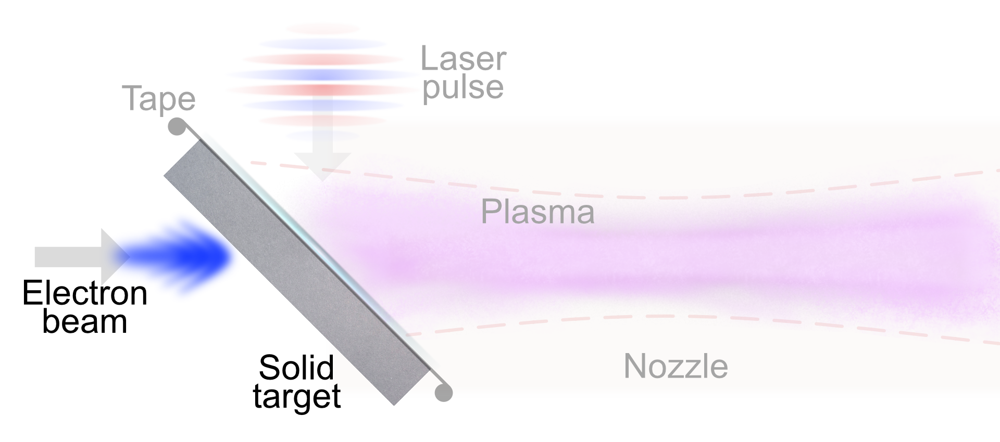 Laser
pulse
Tape
Plasma
Electron
beam
Solid
target
Nozzle